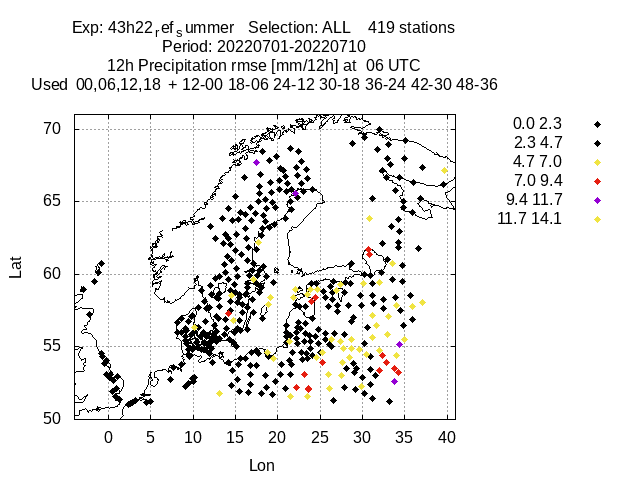 Exp: 43h22ref summer Selection: ALL 419 stations
Period: 20220701-20220710
12h Precipitation rmse [mm/12h] at 06 UTC
Used 00,06,12,18 + 12-00 18-06 24-12 30-18 36-24 42-30 48-36
0.0 2.3
2.3 4.7
4.7 7.0
7.0 9.4
9.4 11.7
11.7 14.1
70
65
60
55
50
Lat
0 5 10 15 20 25 30 35 40
Lon